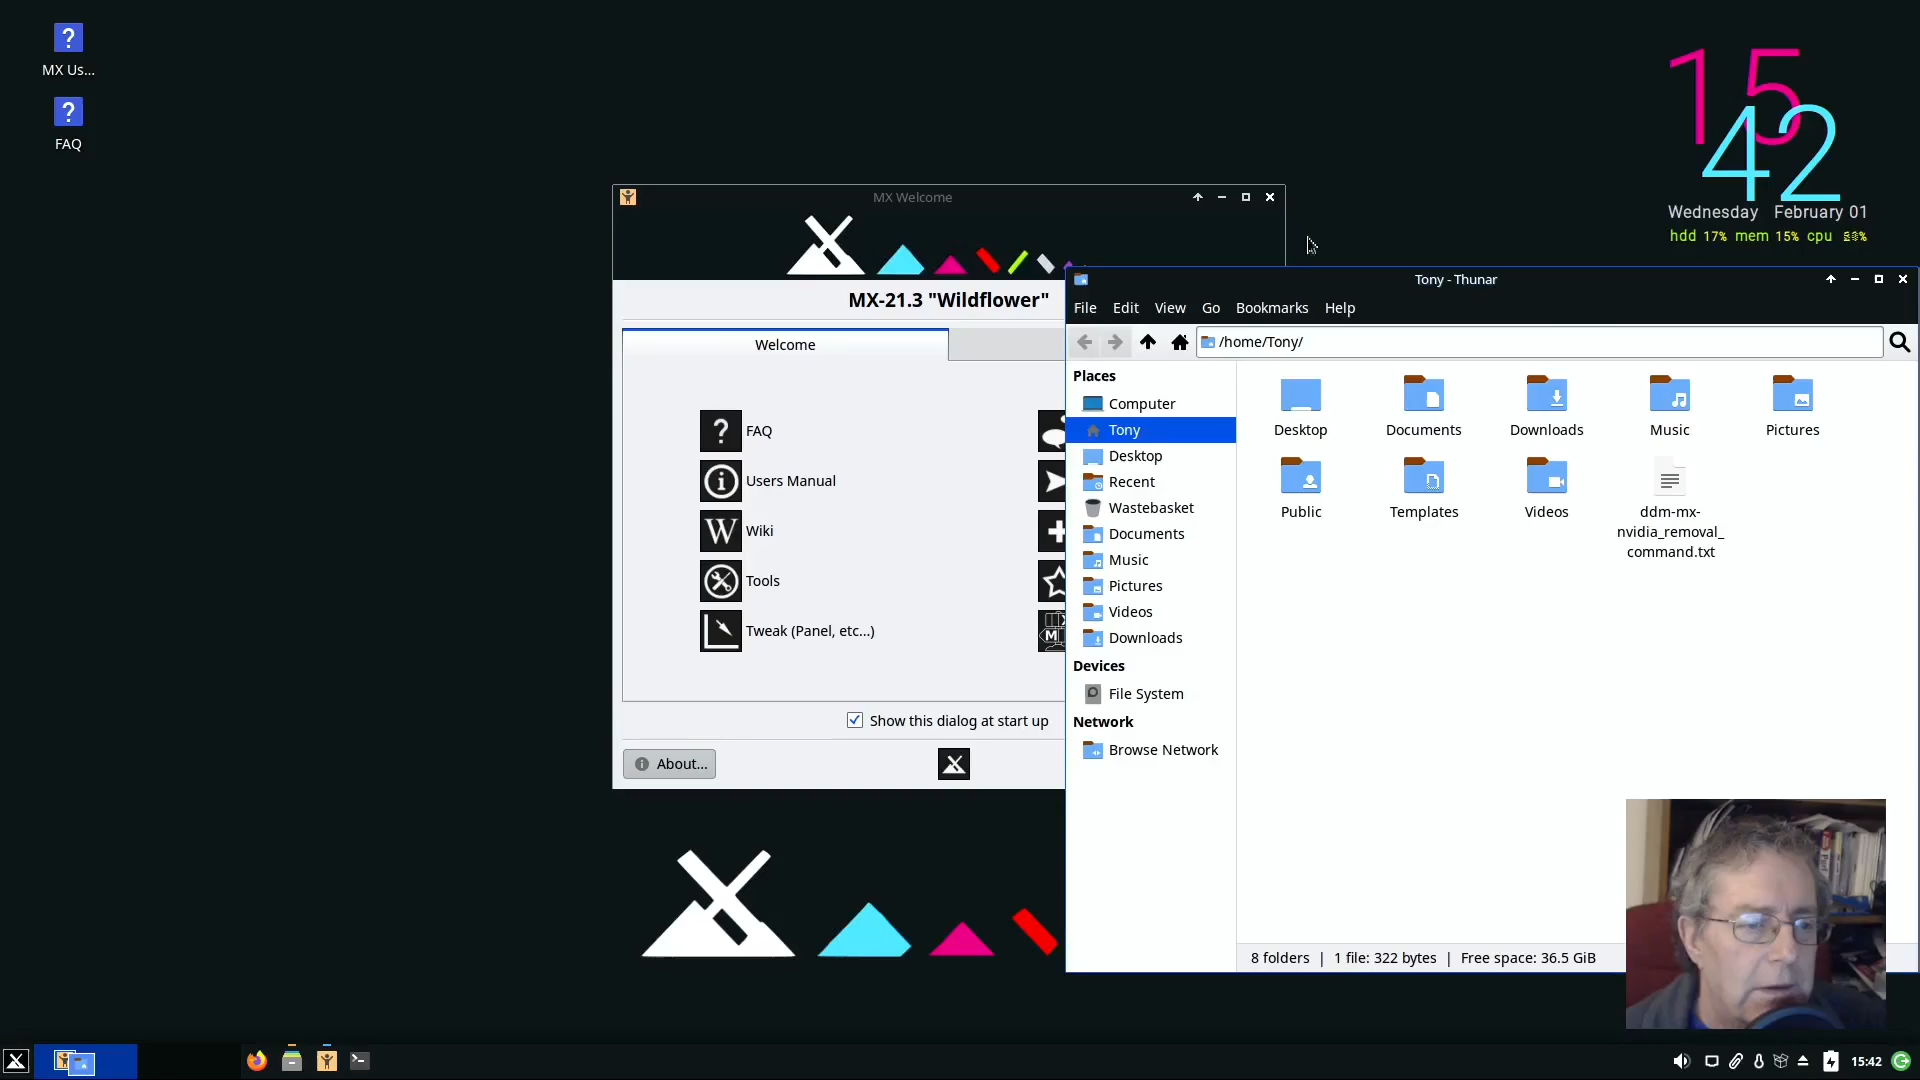 MX Us...
FAQ
15
42
Wednesday February 01
hdd 17% mem 15% cpu
MX Welcome
MX-21.3 "Wildflower"
Welcome
FAQ
Users Manual
Wiki
Tools
Tweak (Panel, etc...)
Show this dialog at start up
About...
Tony - Thunar
File Edit View Go Bookmarks Help
/home/Tony/
Places
Computer
Tony
Desktop
Recent
Wastebasket
Documents
Music
Pictures
Videos
Downloads
Devices
File System
Network
Browse Network
Desktop Documents Downloads Music Pictures
Public Templates Videos
ddm-mx-
nvidia_removal_
command.txt
8 folders | 1 file: 322 bytes | Free space: 36.5 GiB
15:42